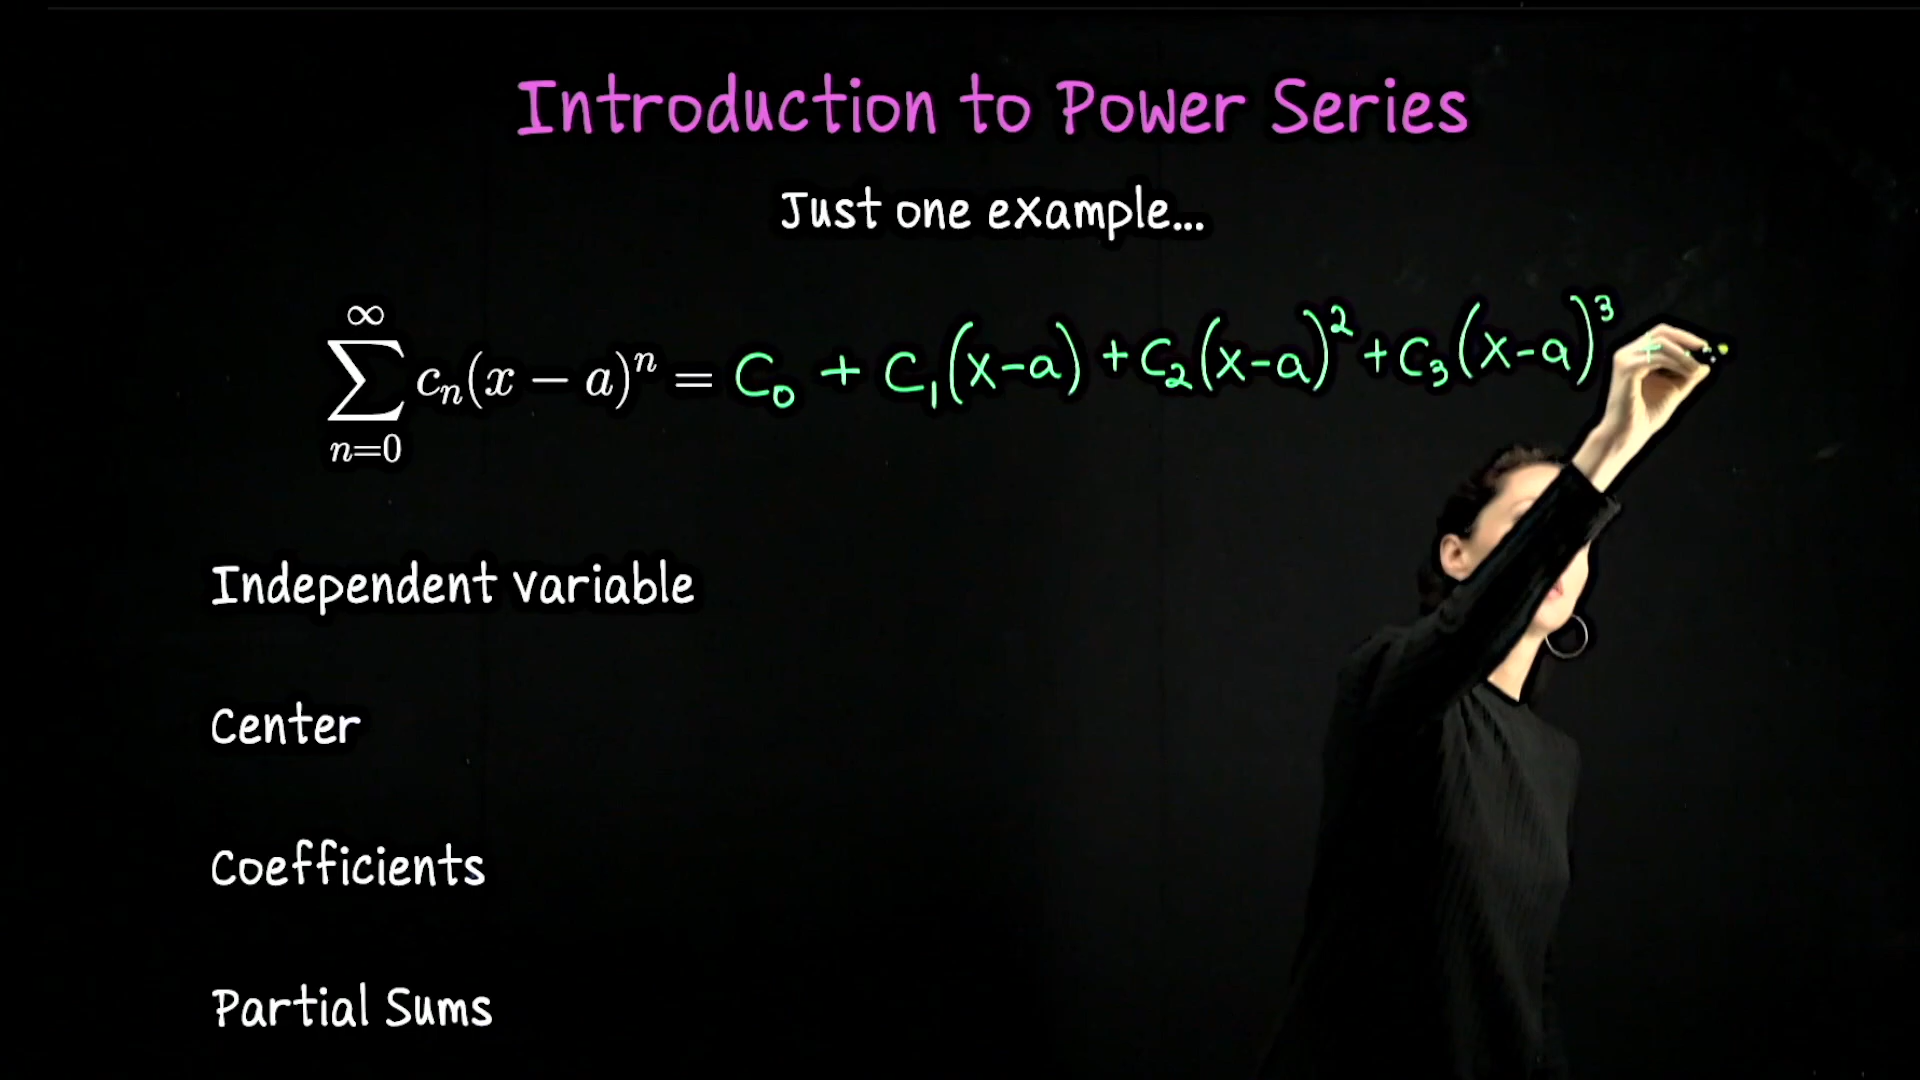 Introduction to Power Series
Just one example...
∞
∑ cₙ(x − a)ⁿ = C₀ + C₁(x-a) + C₂(x-a)² + C₃(x-a)³ + ...
n=0
Independent variable
Center
Coefficients
Partial Sums